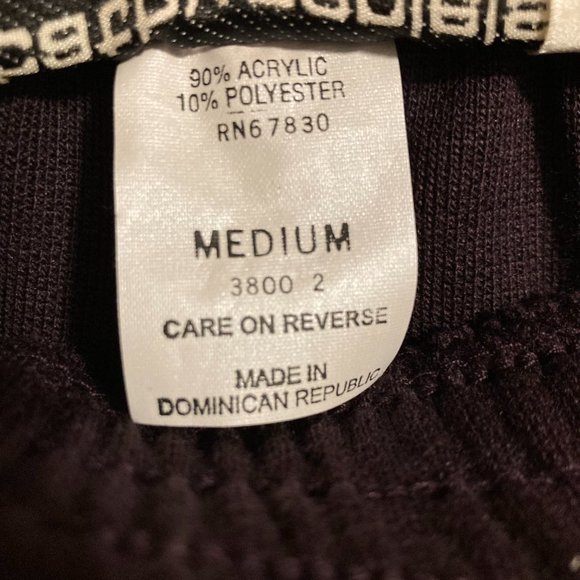 90% ACRYLIC
10% POLYESTER
RN67830
MEDIUM
3800 2
CARE ON REVERSE
MADE IN
DOMINICAN REPUBLIC